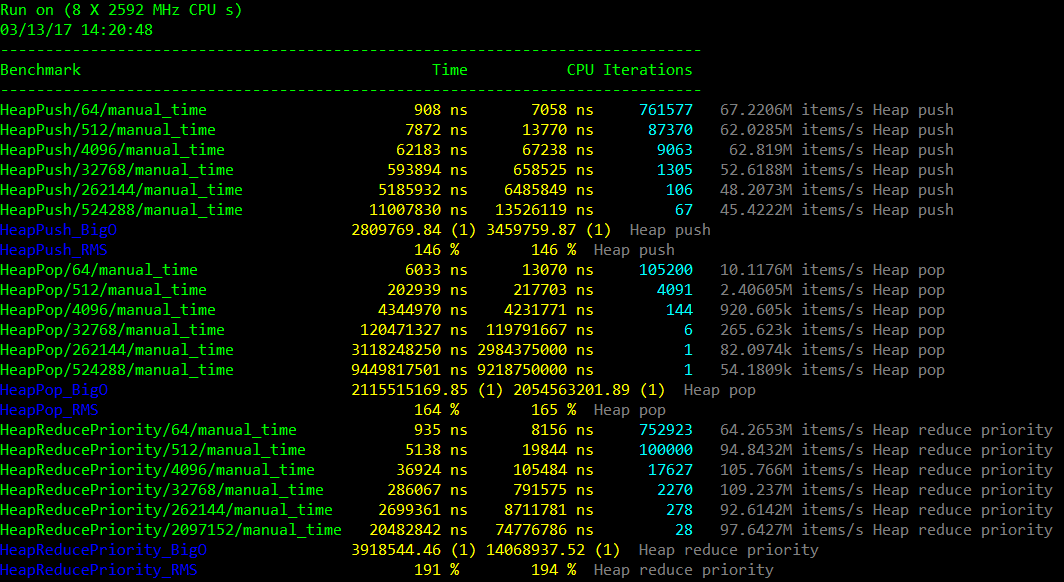 Run on (8 X 2592 MHz CPU s)
03/13/17 14:20:48
------------------------------------------------------------------------------
Benchmark                                       Time           CPU Iterations
------------------------------------------------------------------------------
HeapPush/64/manual_time                       908 ns       7058 ns     761577   67.2206M items/s Heap push
HeapPush/512/manual_time                     7872 ns      13770 ns      87370   62.0285M items/s Heap push
HeapPush/4096/manual_time                   62183 ns      67238 ns       9063    62.819M items/s Heap push
HeapPush/32768/manual_time                 593894 ns     658525 ns       1305   52.6188M items/s Heap push
HeapPush/262144/manual_time               5185932 ns    6485849 ns        106   48.2073M items/s Heap push
HeapPush/524288/manual_time              11007830 ns   13526119 ns         67   45.4222M items/s Heap push
HeapPush_BigO                          2809769.84 (1) 3459759.87 (1)  Heap push
HeapPush_RMS                                  146 %        146 %  Heap push
HeapPop/64/manual_time                       6033 ns      13070 ns     105200   10.1176M items/s Heap pop
HeapPop/512/manual_time                    202939 ns     217703 ns       4091   2.40605M items/s Heap pop
HeapPop/4096/manual_time                  4344970 ns    4231771 ns        144   920.605k items/s Heap pop
HeapPop/32768/manual_time               120471327 ns  119791667 ns          6   265.623k items/s Heap pop
HeapPop/262144/manual_time             3118248250 ns 2984375000 ns          1   82.0974k items/s Heap pop
HeapPop/524288/manual_time             9449817501 ns 9218750000 ns          1   54.1809k items/s Heap pop
HeapPop_BigO                           2115515169.85 (1) 2054563201.89 (1)  Heap pop
HeapPop_RMS                                   164 %        165 %  Heap pop
HeapReducePriority/64/manual_time             935 ns       8156 ns     752923   64.2653M items/s Heap reduce priority
HeapReducePriority/512/manual_time           5138 ns      19844 ns     100000   94.8432M items/s Heap reduce priority
HeapReducePriority/4096/manual_time         36924 ns     105484 ns      17627   105.766M items/s Heap reduce priority
HeapReducePriority/32768/manual_time       286067 ns     791575 ns       2270   109.237M items/s Heap reduce priority
HeapReducePriority/262144/manual_time     2699361 ns    8711781 ns        278   92.6142M items/s Heap reduce priority
HeapReducePriority/2097152/manual_time   20482842 ns   74776786 ns         28   97.6427M items/s Heap reduce priority
HeapReducePriority_BigO                3918544.46 (1) 14068937.52 (1)  Heap reduce priority
HeapReducePriority_RMS                        191 %        194 %  Heap reduce priority